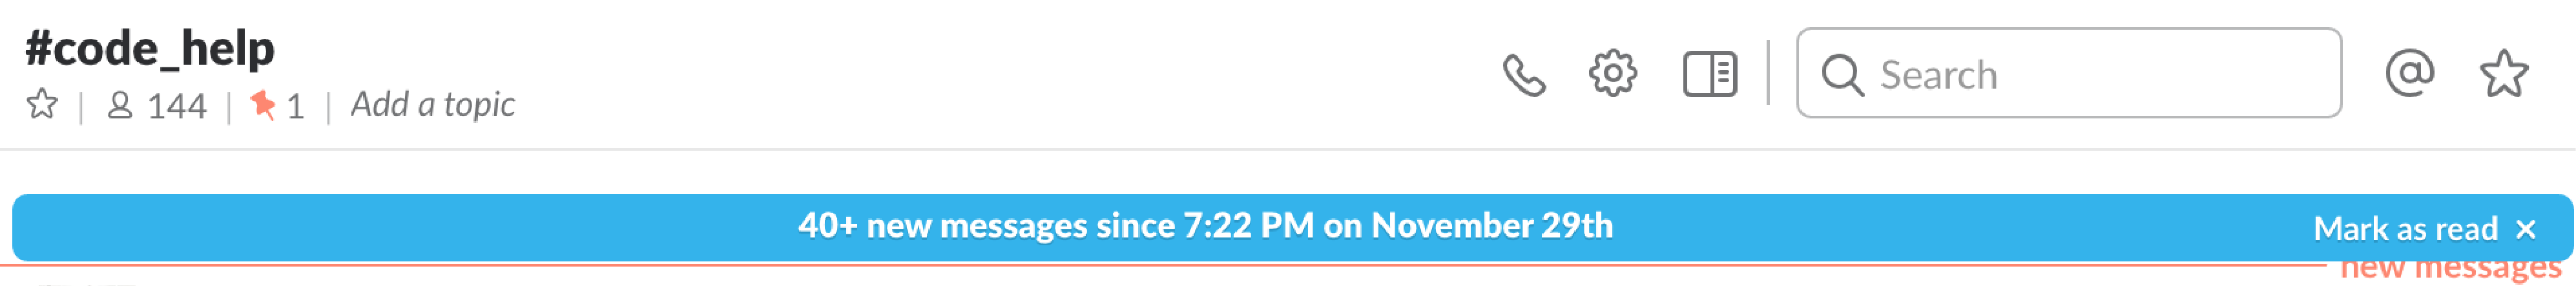 #code_help
144 | 1 | Add a topic
Search
40+ new messages since 7:22 PM on November 29th
Mark as read ×
new messages